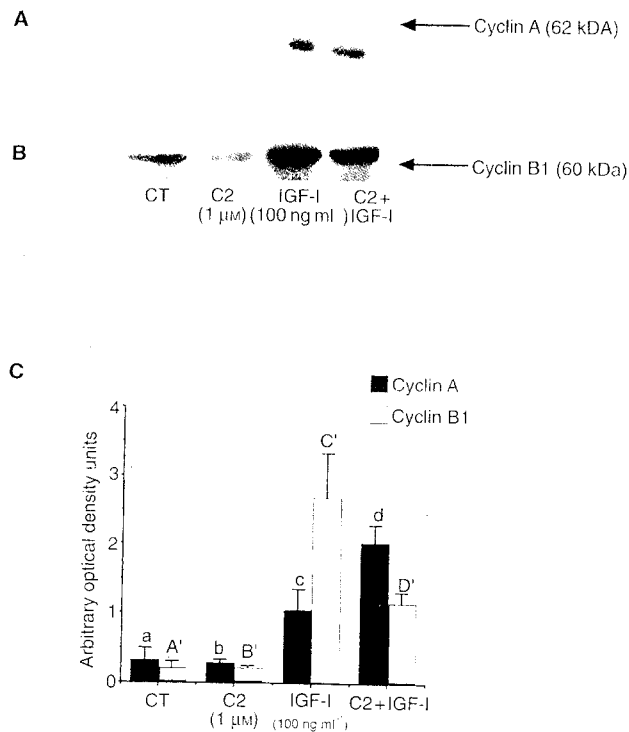 A
Cyclin A (62 kDA)
B
Cyclin B1 (60 kDa)
CT C2 IGF-I C2+
(1 µM) (100 ng ml ) IGF-I
C
Cyclin A
Cyclin B1
Arbitrary optical density units
4
3
2
1
0
a A' b B' c C' d D'
CT C2 IGF-I C2+IGF-I
(1 µM) (100 ng ml⁻¹)